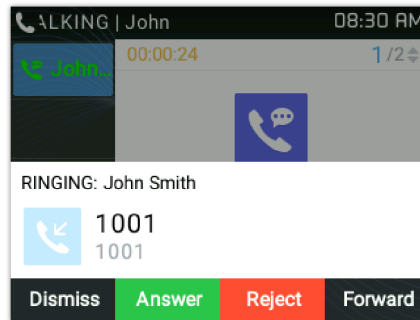 TALKING | John 08:30 AM
John... 00:00:24 1/2
RINGING: John Smith
1001
1001
Dismiss Answer Reject Forward